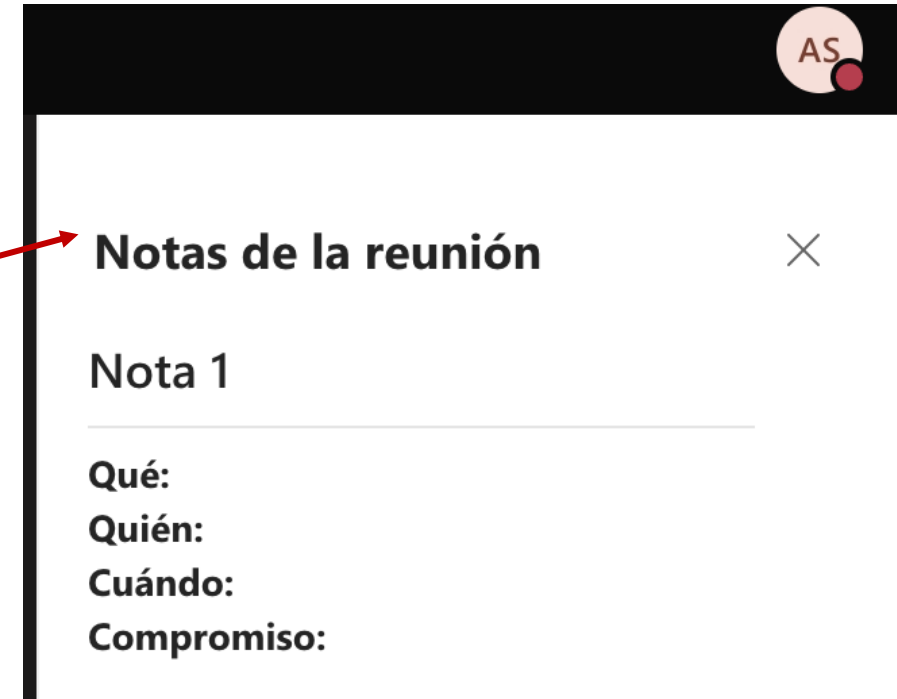 AS
Notas de la reunión
Nota 1
Qué:
Quién:
Cuándo:
Compromiso: